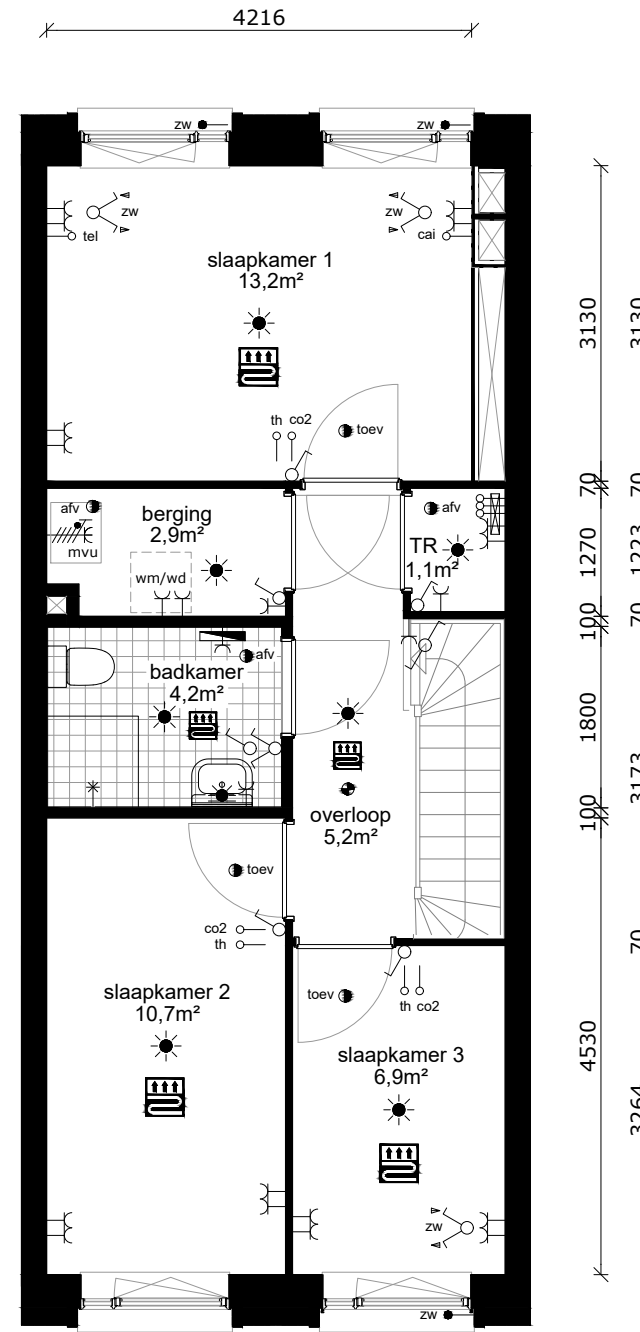 4216
zw
zw
zw
zw
tel
cai
slaapkamer 1
13,2m²
3130
3130
th co2
toev
70
70
afv
mvu
berging
2,9m²
wm/wd
afv
TR
1,1m²
1270
1223
100
70
badkamer
4,2m²
afv
1800
3173
overloop
5,2m²
100
toev
co2
th
70
slaapkamer 2
10,7m²
toev
th co2
slaapkamer 3
6,9m²
4530
3264
zw
zw